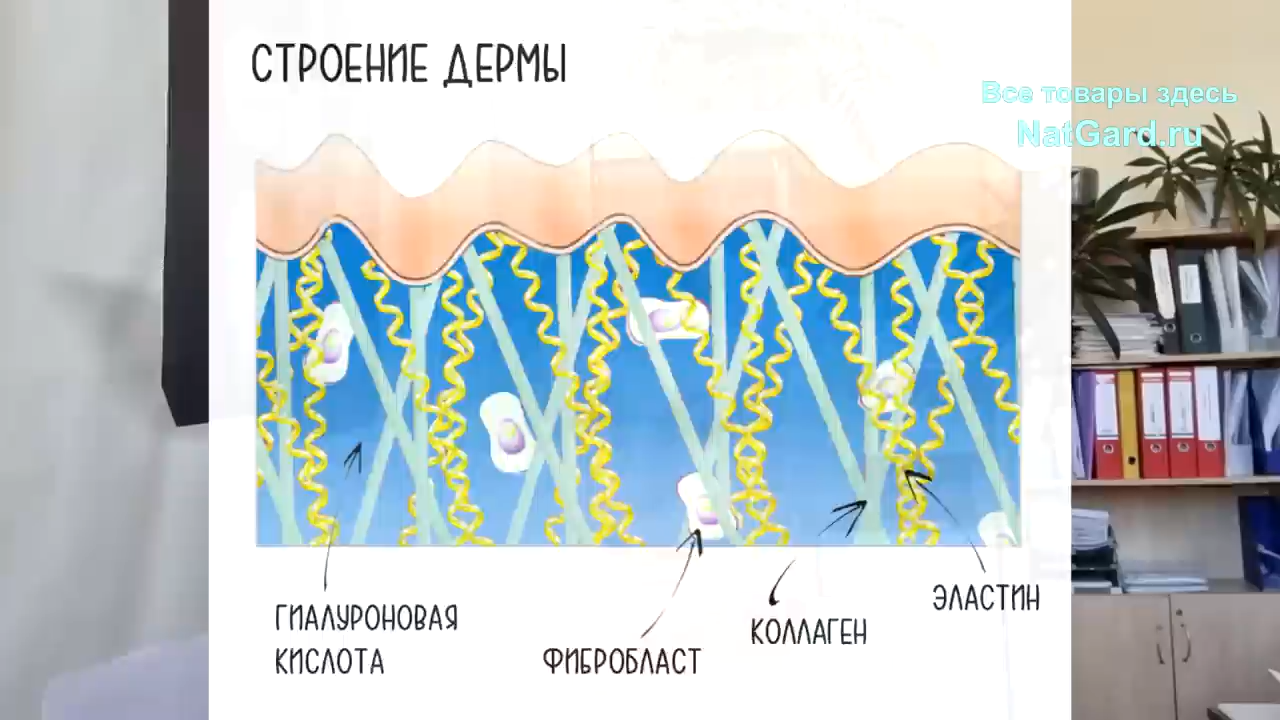 СТРОЕНИЕ ДЕРМЫ
Все товары здесь
NatGard.ru
ГИАЛУРОНОВАЯ
КИСЛОТА
ФИБРОБЛАСТ
КОЛЛАГЕН
ЭЛАСТИН